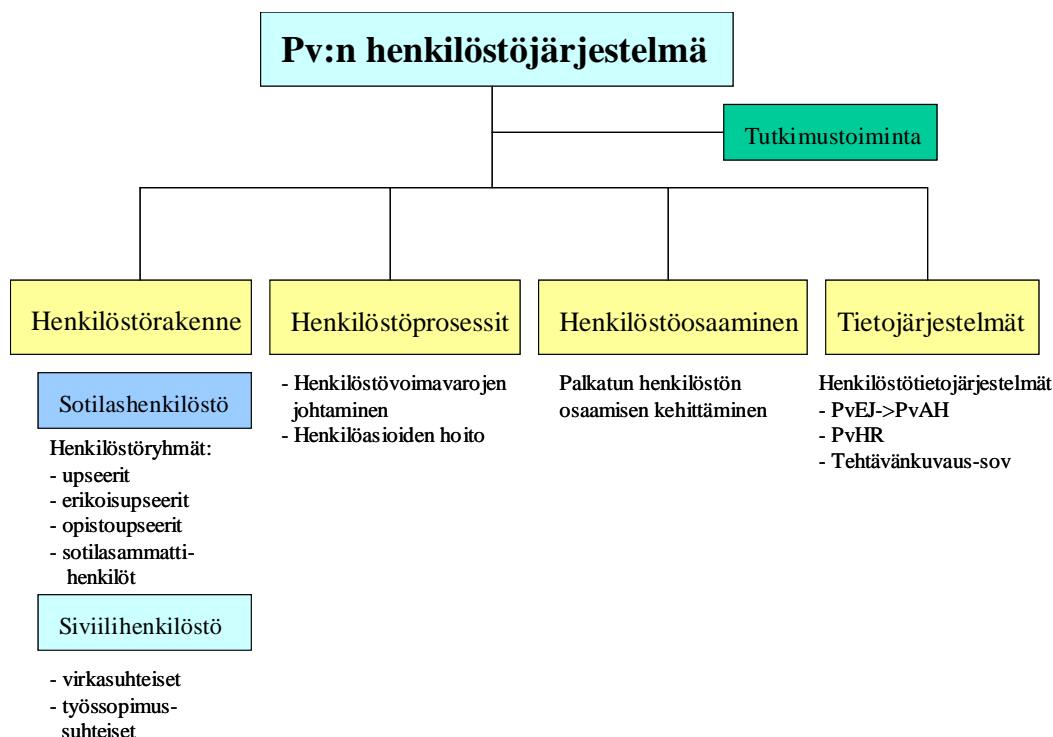 Pv:n henkilöstöjärjestelmä
Tutkimustoiminta
Henkilöstörakenne
Sotilashenkilöstö
Henkilöstöryhmät:
- upseerit
- erikoisupseerit
- opistoupseerit
- sotilasammatti-
henkilöt
Siviilihenkilöstö
- virkasuhteiset
- työssopimus-
suhteiset
Henkilöstöprosessit
- Henkilöstövoimavarojen
johtaminen
- Henkilöasioiden hoito
Henkilöstöosaaminen
Palkatun henkilöstön
osaamisen kehittäminen
Tietojärjestelmät
Henkilöstötietojärjestelmät
- PvEJ->PvAH
- PvHR
- Tehtävänkuvaus-sov